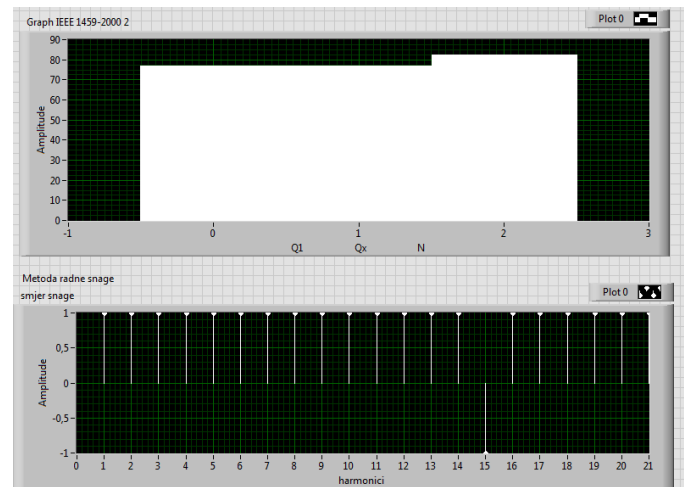 Graph IEEE 1459-2000 2
Plot 0
90
80
70
60
50
40
30
20
10
0
Amplitude
-1 0 1 2 3
Q1 Qx N
Metoda radne snage
smjer snage
Plot 0
1
0,5
0
-0,5
-1
Amplitude
0 1 2 3 4 5 6 7 8 9 10 11 12 13 14 15 16 17 18 19 20 21
harmonici